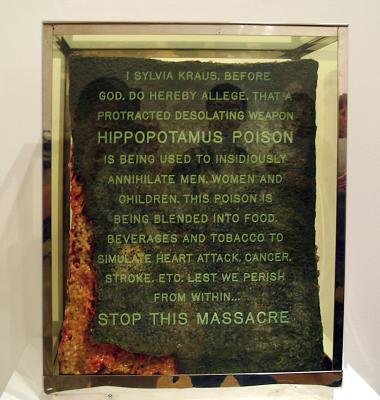 I SYLVIA KRAUS, BEFORE
GOD, DO HEREBY ALLEGE, THAT A
PROTRACTED DESOLATING WEAPON
HIPPOPOTAMUS POISON
IS BEING USED TO INSIDIOUSLY
ANNIHILATE MEN, WOMEN AND
CHILDREN. THIS POISON IS
BEING BLENDED INTO FOOD,
BEVERAGES AND TOBACCO TO
SIMULATE HEART ATTACK, CANCER,
STROKE, ETC. LEST WE PERISH
FROM WITHIN...
STOP THIS MASSACRE